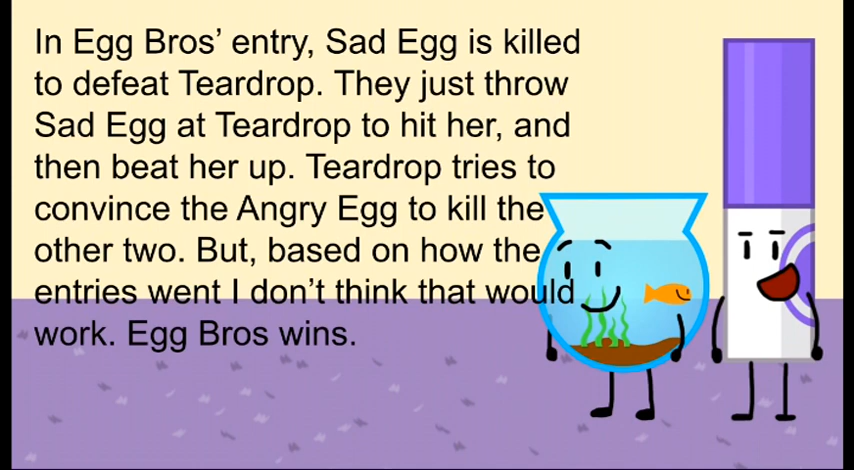 In Egg Bros’ entry, Sad Egg is killed
to defeat Teardrop. They just throw
Sad Egg at Teardrop to hit her, and
then beat her up. Teardrop tries to
convince the Angry Egg to kill the
other two. But, based on how the
entries went I don’t think that would
work. Egg Bros wins.